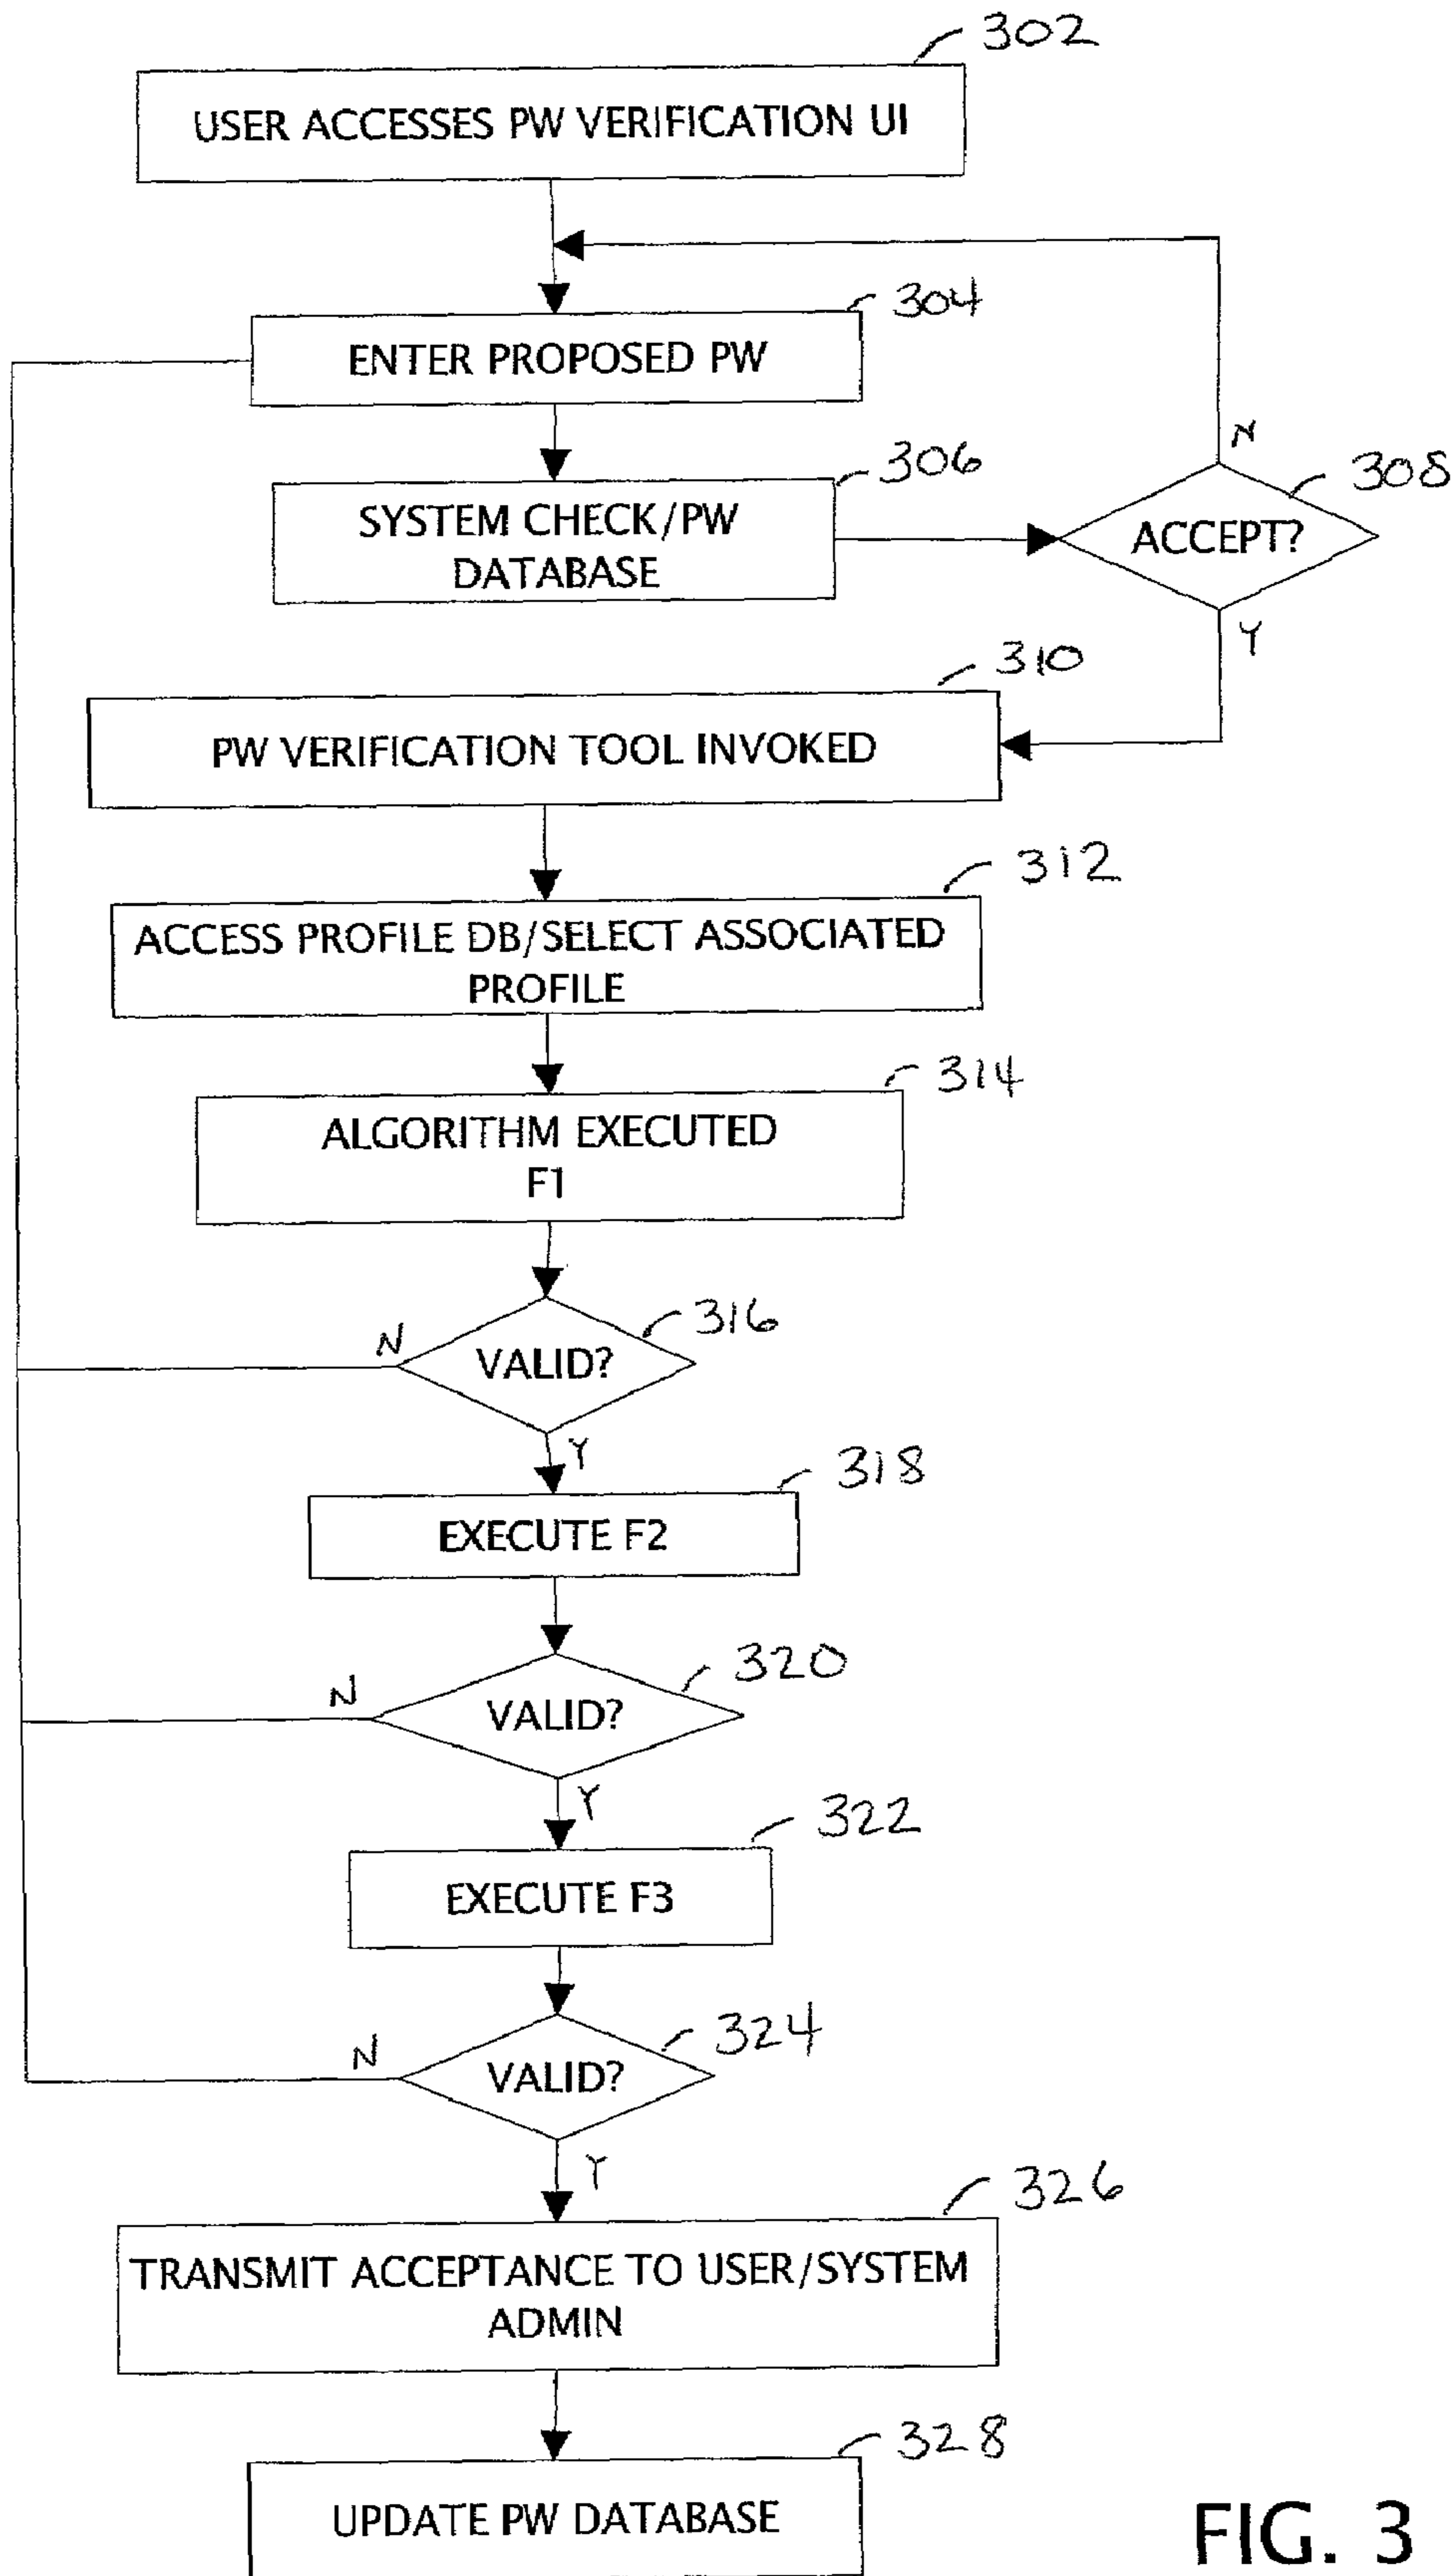 302
USER ACCESSES PW VERIFICATION UI
304
ENTER PROPOSED PW
306
SYSTEM CHECK/PW
DATABASE
N
308
ACCEPT?
Y
310
PW VERIFICATION TOOL INVOKED
312
ACCESS PROFILE DB/SELECT ASSOCIATED
PROFILE
314
ALGORITHM EXECUTED
F1
316
N
VALID?
Y
318
EXECUTE F2
320
N
VALID?
Y
322
EXECUTE F3
324
N
VALID?
Y
326
TRANSMIT ACCEPTANCE TO USER/SYSTEM
ADMIN
328
UPDATE PW DATABASE
FIG. 3